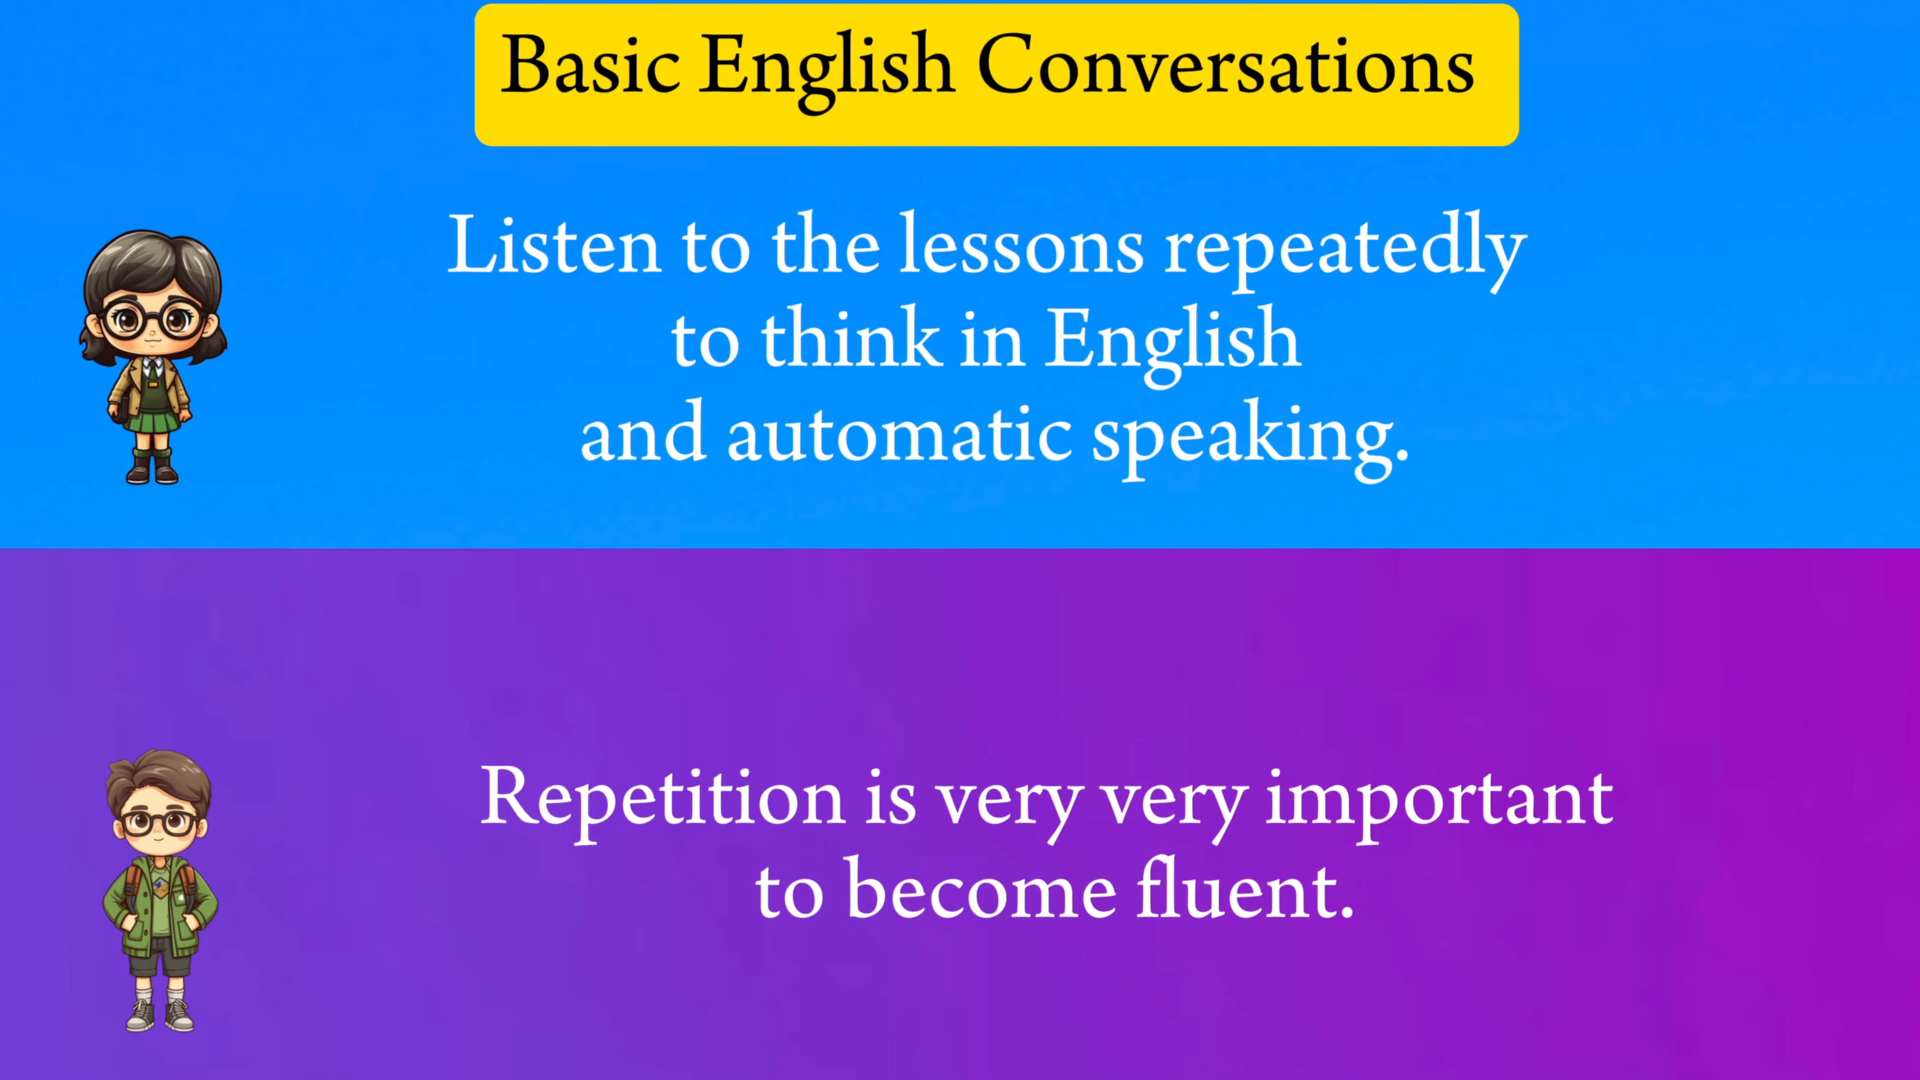 Basic English Conversations
Listen to the lessons repeatedly
to think in English
and automatic speaking.
Repetition is very very important
to become fluent.